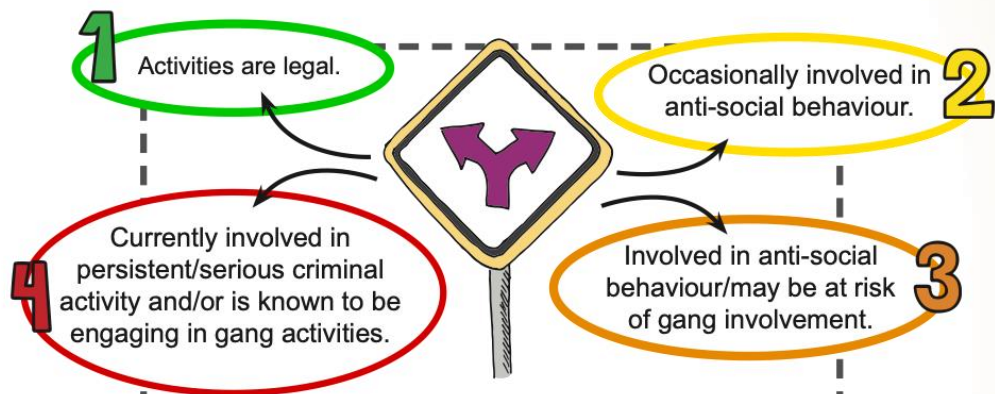 1
Activities are legal.
2
Occasionally involved in
anti-social behaviour.
3
Involved in anti-social
behaviour/may be at risk
of gang involvement.
4
Currently involved in
persistent/serious criminal
activity and/or is known to be
engaging in gang activities.